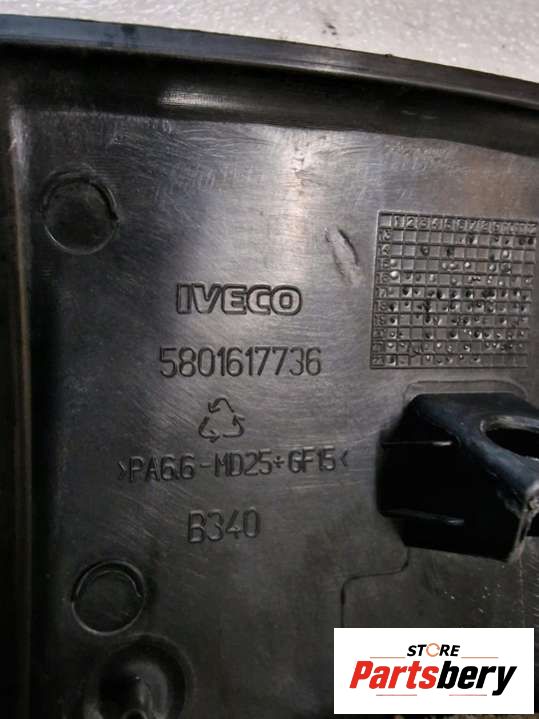 IVECO
5801617736
>PA6.6-MD25+GF15<
B340
STORE
Partsbery